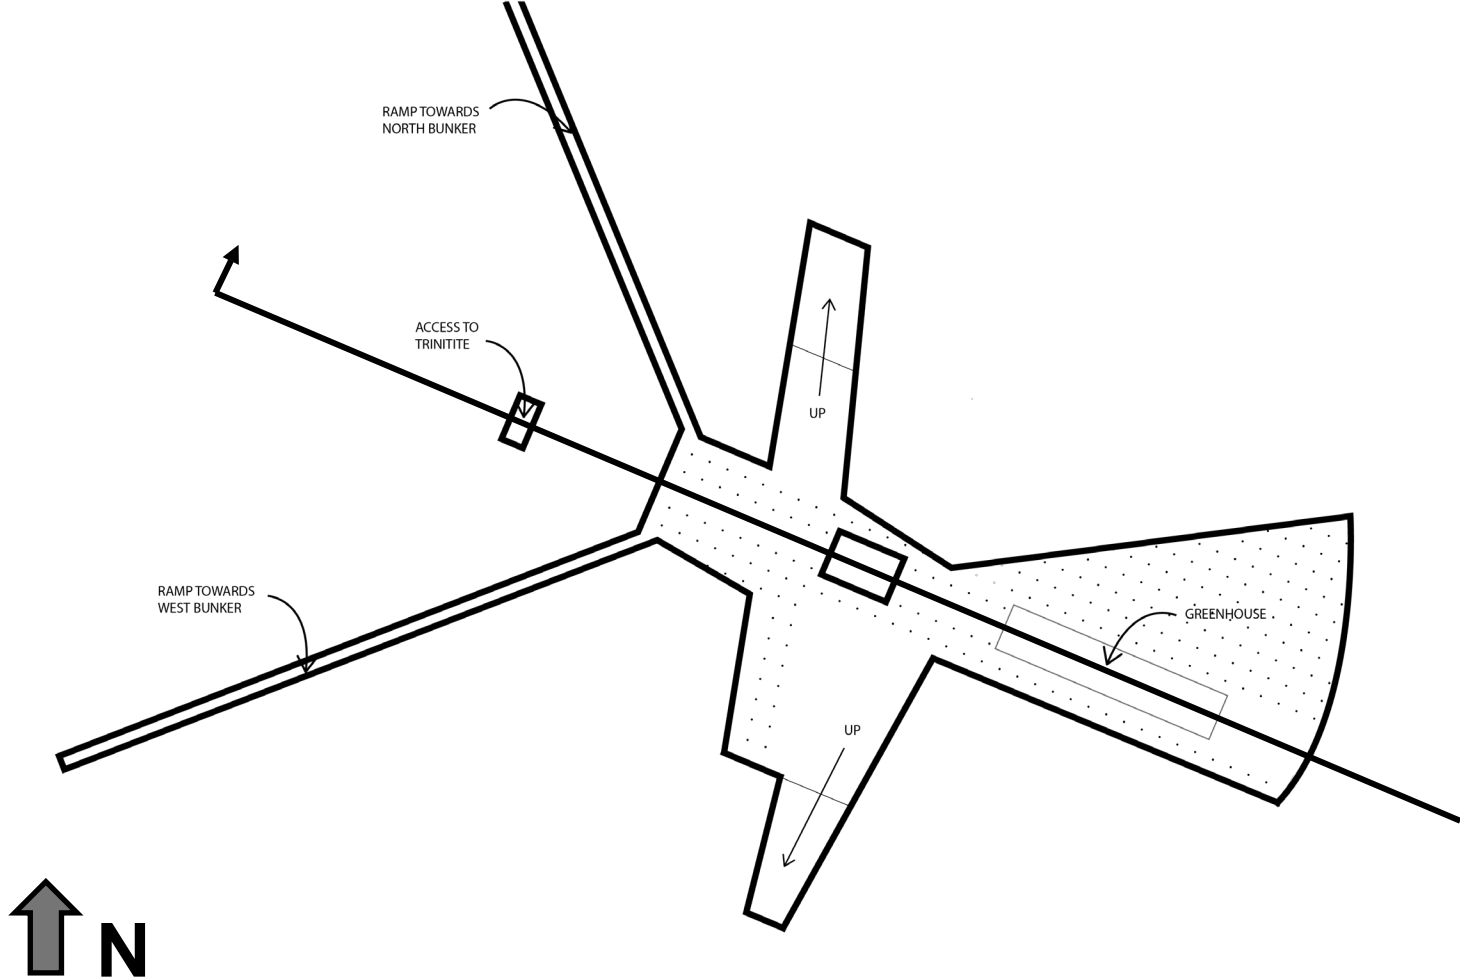 RAMP TOWARDS
NORTH BUNKER
ACCESS TO
TRINITITE
UP
RAMP TOWARDS
WEST BUNKER
GREENHOUSE
UP
N